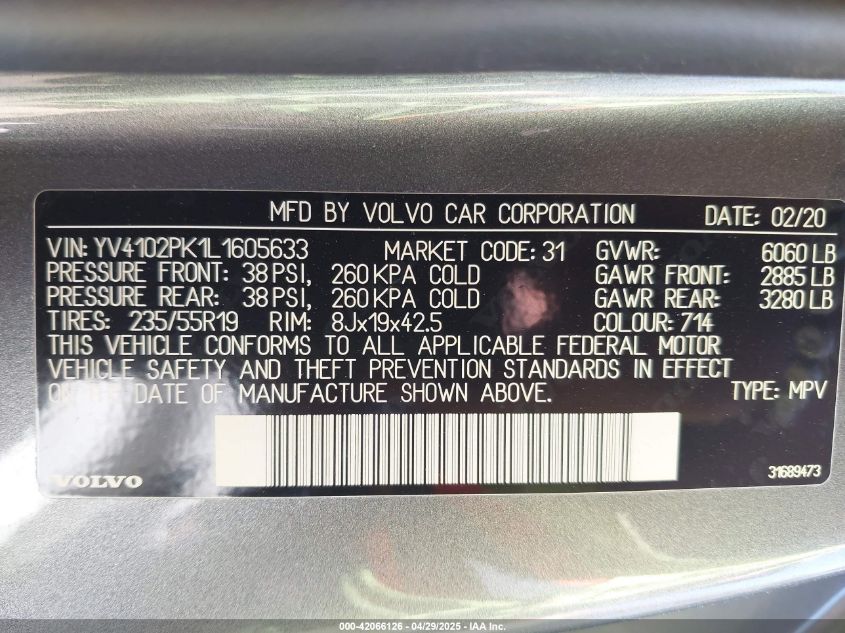 MFD BY VOLVO CAR CORPORATION DATE: 02/20
VIN: YV4102PK1L1605633 MARKET CODE: 31 GVWR: 6060 LB
PRESSURE FRONT: 38 PSI, 260 KPA COLD GAWR FRONT: 2885 LB
PRESSURE REAR: 38 PSI, 260 KPA COLD GAWR REAR: 3280 LB
TIRES: 235/55R19 RIM: 8Jx19x42.5 COLOUR: 714
THIS VEHICLE CONFORMS TO ALL APPLICABLE FEDERAL MOTOR
VEHICLE SAFETY AND THEFT PREVENTION STANDARDS IN EFFECT
ON THE DATE OF MANUFACTURE SHOWN ABOVE. TYPE: MPV
VOLVO 31689473
000-42066126 - 04/29/2025 - IAA Inc.